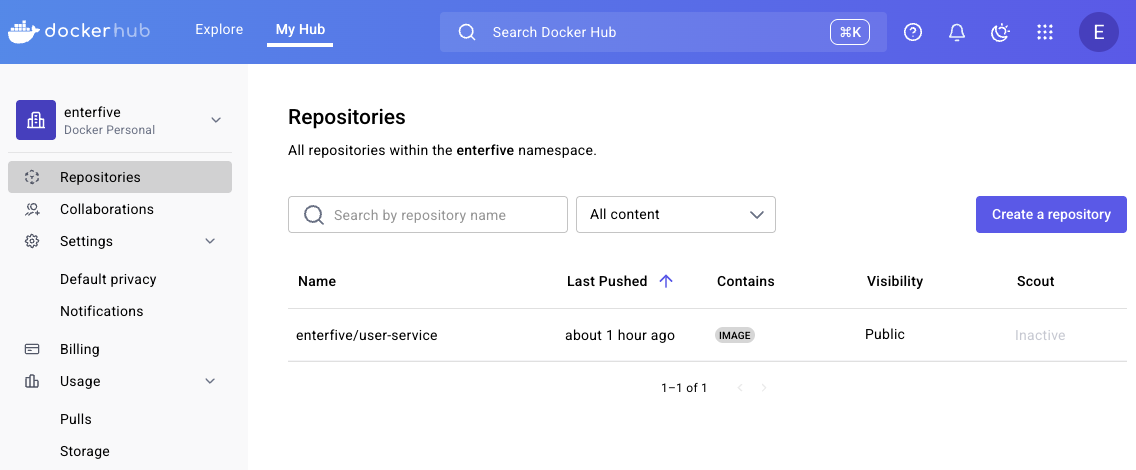 dockerhub
Explore
My Hub
Search Docker Hub
⌘K
E
enterfive
Docker Personal
Repositories
Collaborations
Settings
Default privacy
Notifications
Billing
Usage
Pulls
Storage
Repositories
All repositories within the enterfive namespace.
Search by repository name
All content
Create a repository
Name Last Pushed Contains Visibility Scout
enterfive/user-service about 1 hour ago IMAGE Public Inactive
1–1 of 1